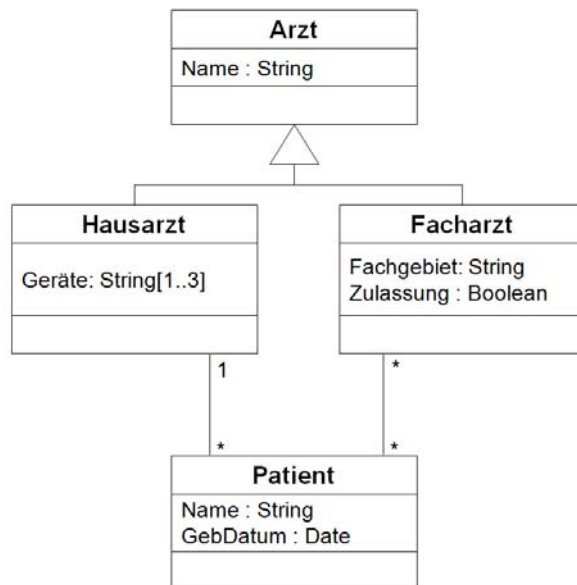 Arzt
Name : String
Hausarzt
Geräte: String[1..3]
Facharzt
Fachgebiet: String
Zulassung : Boolean
1
*
*
*
Patient
Name : String
GebDatum : Date